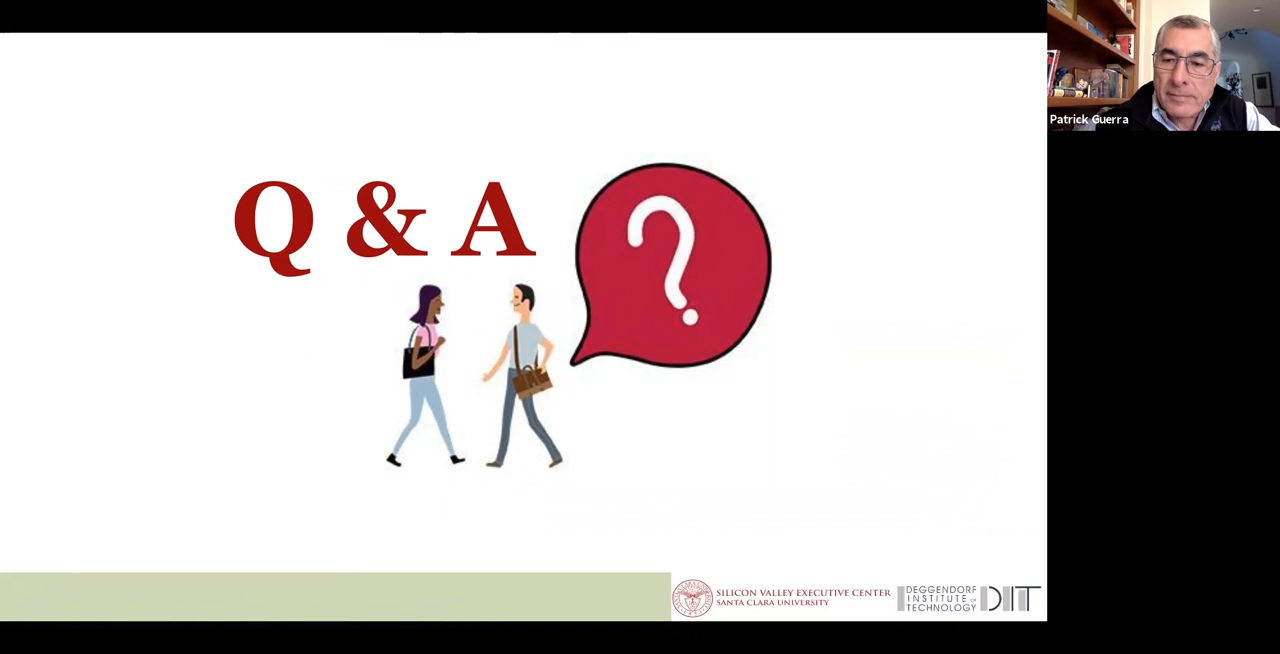 Patrick Guerra
Q & A
?
SILICON VALLEY EXECUTIVE CENTER
SANTA CLARA UNIVERSITY
DEGGENDORF
INSTITUTE OF
TECHNOLOGY
DIT